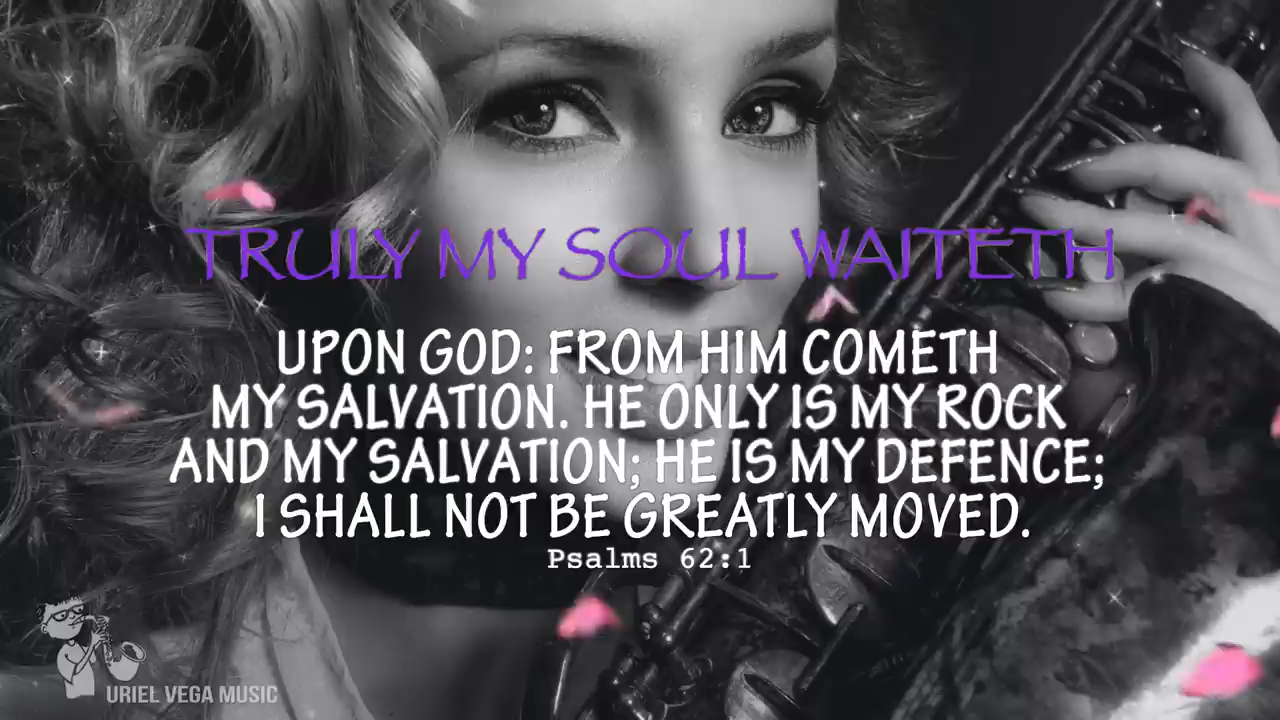 TRULY MY SOUL WAITETH
UPON GOD: FROM HIM COMETH
MY SALVATION. HE ONLY IS MY ROCK
AND MY SALVATION; HE IS MY DEFENCE;
I SHALL NOT BE GREATLY MOVED.
Psalms 62:1
URIEL VEGA MUSIC